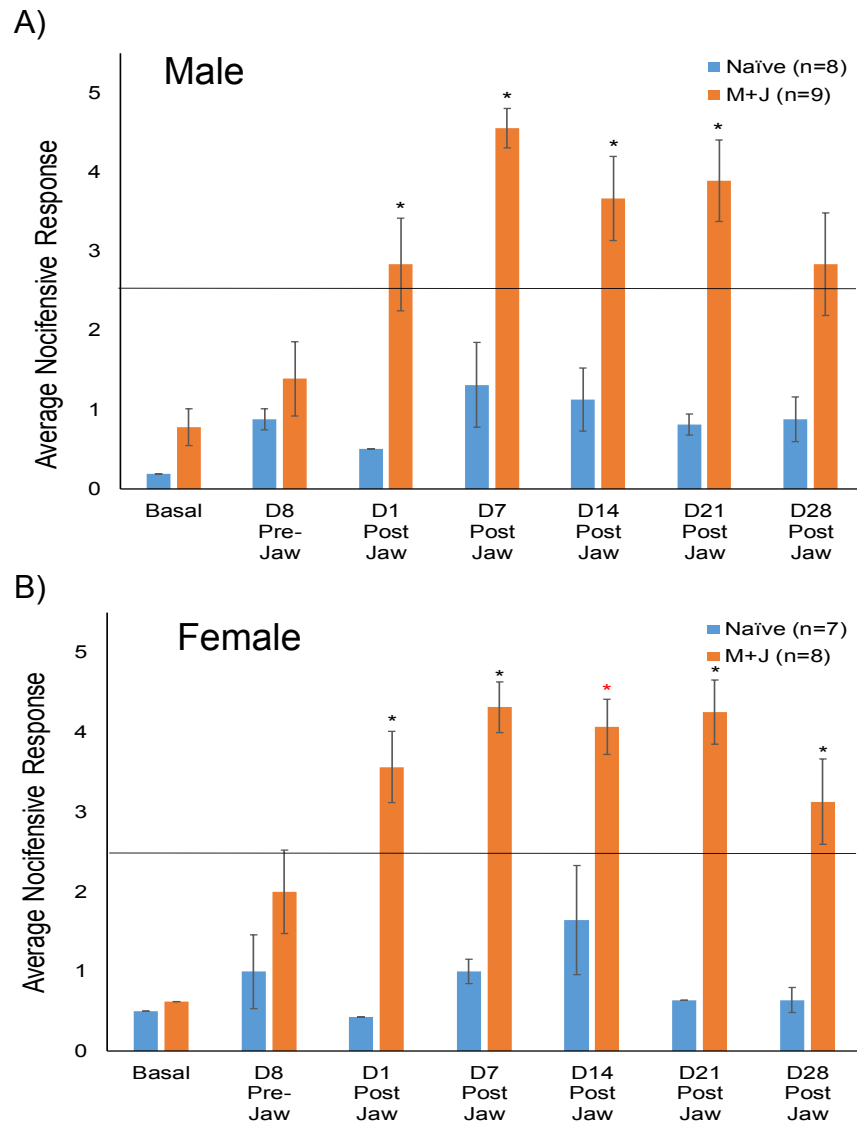 A)
Male
Naïve (n=8)
M+J (n=9)
Average Nocifensive Response
5
4
3
2
1
0
*
*
*
*
Basal
D8
Pre-
Jaw
D1
Post
Jaw
D7
Post
Jaw
D14
Post
Jaw
D21
Post
Jaw
D28
Post
Jaw
B)
Female
Naïve (n=7)
M+J (n=8)
Average Nocifensive Response
5
4
3
2
1
0
*
*
*
*
*
Basal
D8
Pre-
Jaw
D1
Post
Jaw
D7
Post
Jaw
D14
Post
Jaw
D21
Post
Jaw
D28
Post
Jaw